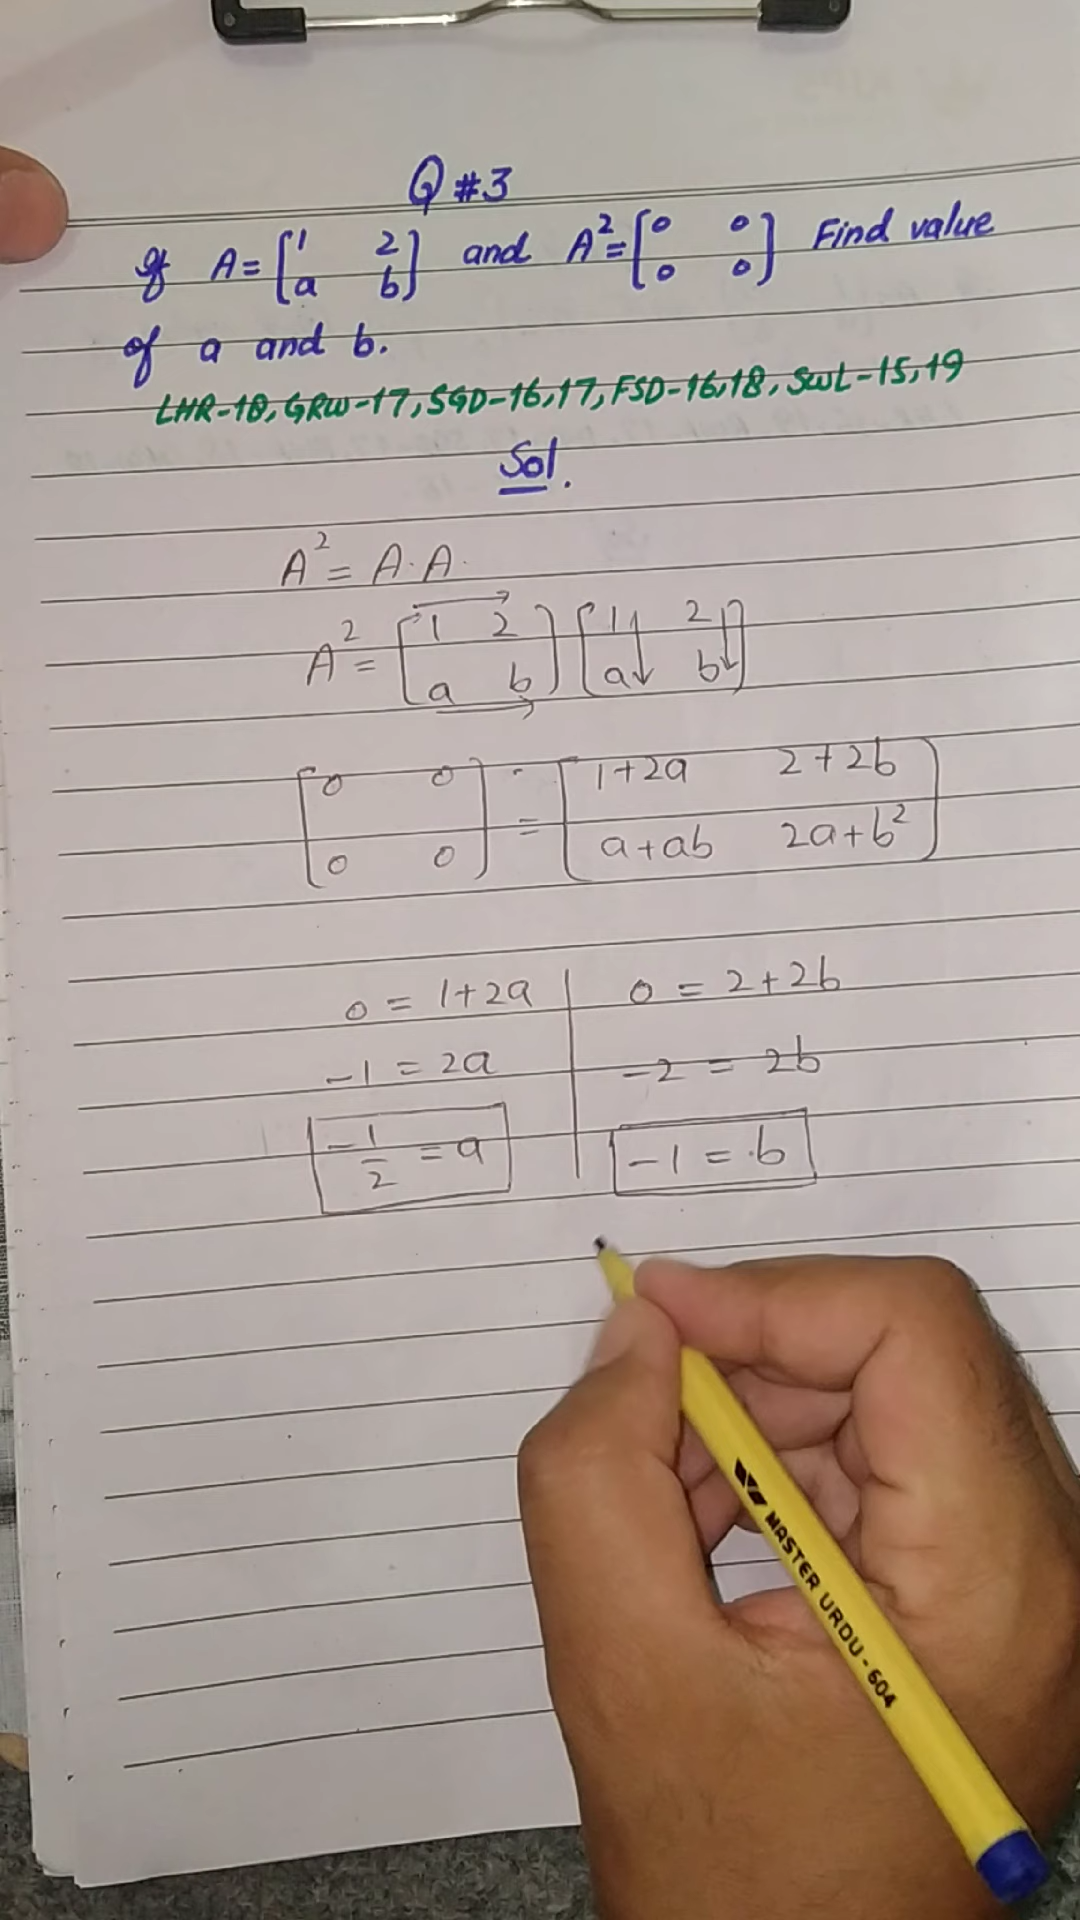 Q #3
If A = [1 2 a b] and A² = [0 0 0 0] Find value
of a and b.
LHR-18, GRW-17, SGD-16,17, FSD-16,18, SWL-15,19
Sol.
A² = A·A.
A² = [1 2 a b] [1 2 a b]
[0 0 0 0] = [1+2a 2+2b a+ab 2a+b²]
0 = 1+2a
-1 = 2a
-1/2 = a
0 = 2+2b
-2 = 2b
-1 = b
MASTER URDU - 604